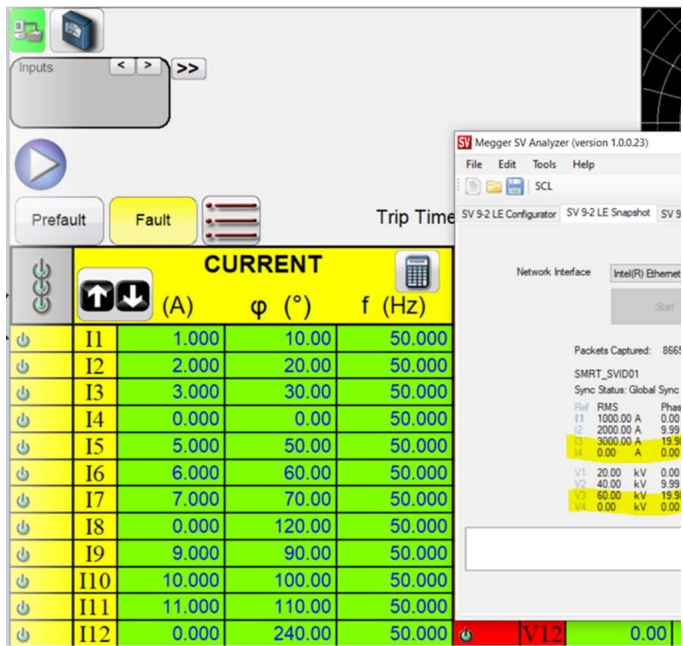 Inputs < > >>
SV Megger SV Analyzer (version 1.0.0.23)
File Edit Tools Help
SCL
Prefault Fault Trip Time
SV 9-2 LE Configurator SV 9-2 LE Snapshot SV 9
CURRENT
(A) φ (°) f (Hz)
Network Interface Intel(R) Ethernet
Start
I1 1.000 10.00 50.000
I2 2.000 20.00 50.000
I3 3.000 30.00 50.000
I4 0.000 0.00 50.000
I5 5.000 50.00 50.000
I6 6.000 60.00 50.000
I7 7.000 70.00 50.000
I8 0.000 120.00 50.000
I9 9.000 90.00 50.000
I10 10.000 100.00 50.000
I11 11.000 110.00 50.000
I12 0.000 240.00 50.000
Packets Captured: 8665
SMRT_SVID01
Sync Status: Global Sync
Ref RMS Phas
I1 1000.00 A 0.00
I2 2000.00 A 9.99
I3 3000.00 A 19.98
I4 0.00 A 0.00
V1 20.00 kV 0.00
V2 40.00 kV 9.99
V3 60.00 kV 19.98
V4 0.00 kV 0.00
V12 0.00